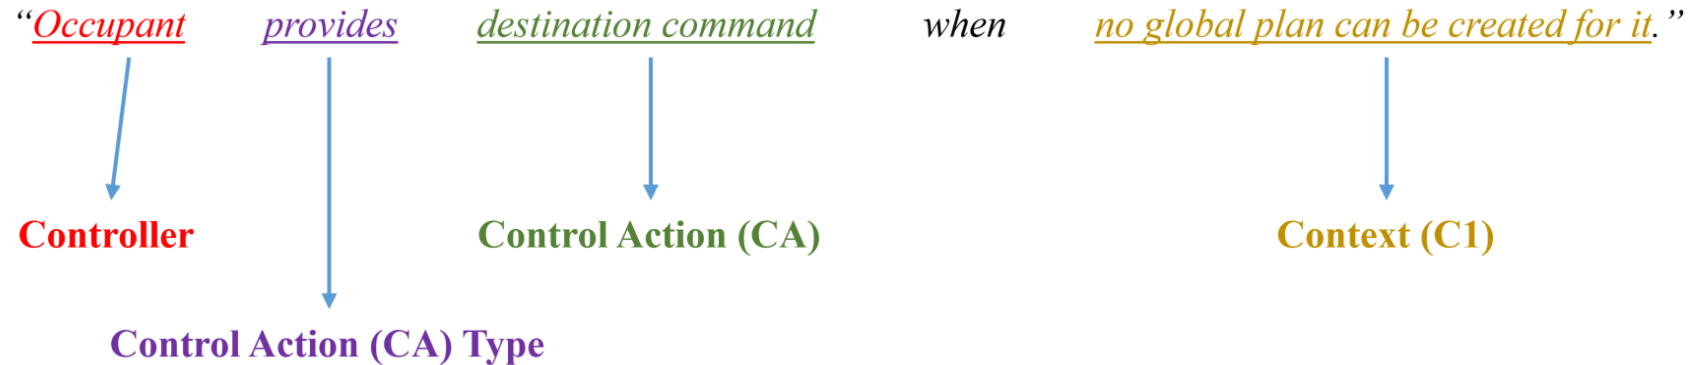 “Occupant provides destination command when no global plan can be created for it.”
Controller Control Action (CA) Context (C1)
Control Action (CA) Type